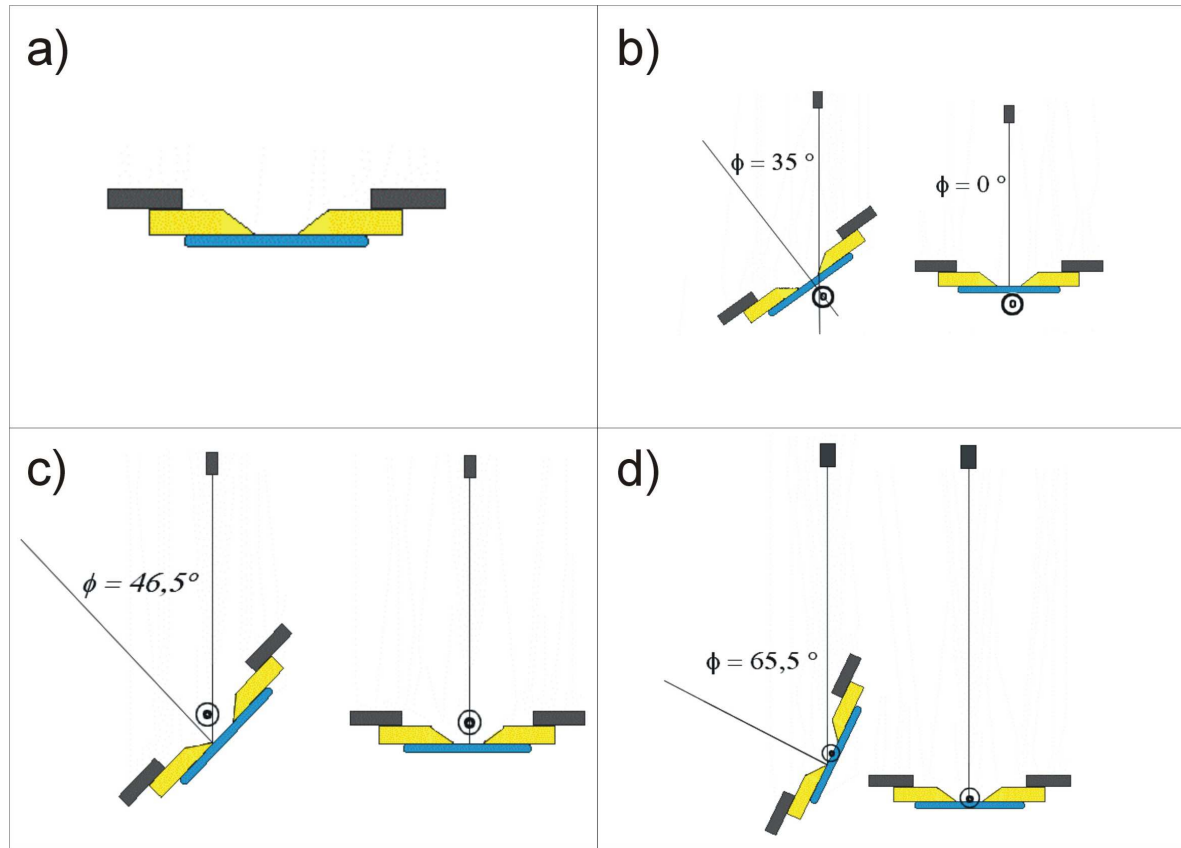 a)
b)
ϕ = 35 °
ϕ = 0 °
c)
ϕ = 46,5°
d)
ϕ = 65,5 °